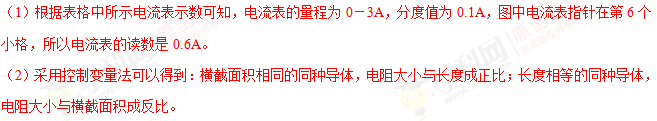 （1）根据表格中所示电流表示数可知，电流表的量程为 0－3A，分度值为 0.1A，图中电流表指针在第 6 个
小格，所以电流表的读数是 0.6A。
（2）采用控制变量法可以得到：横截面积相同的同种导体，电阻大小与长度成正比；长度相等的同种导体，
电阻大小与横截面积成反比。